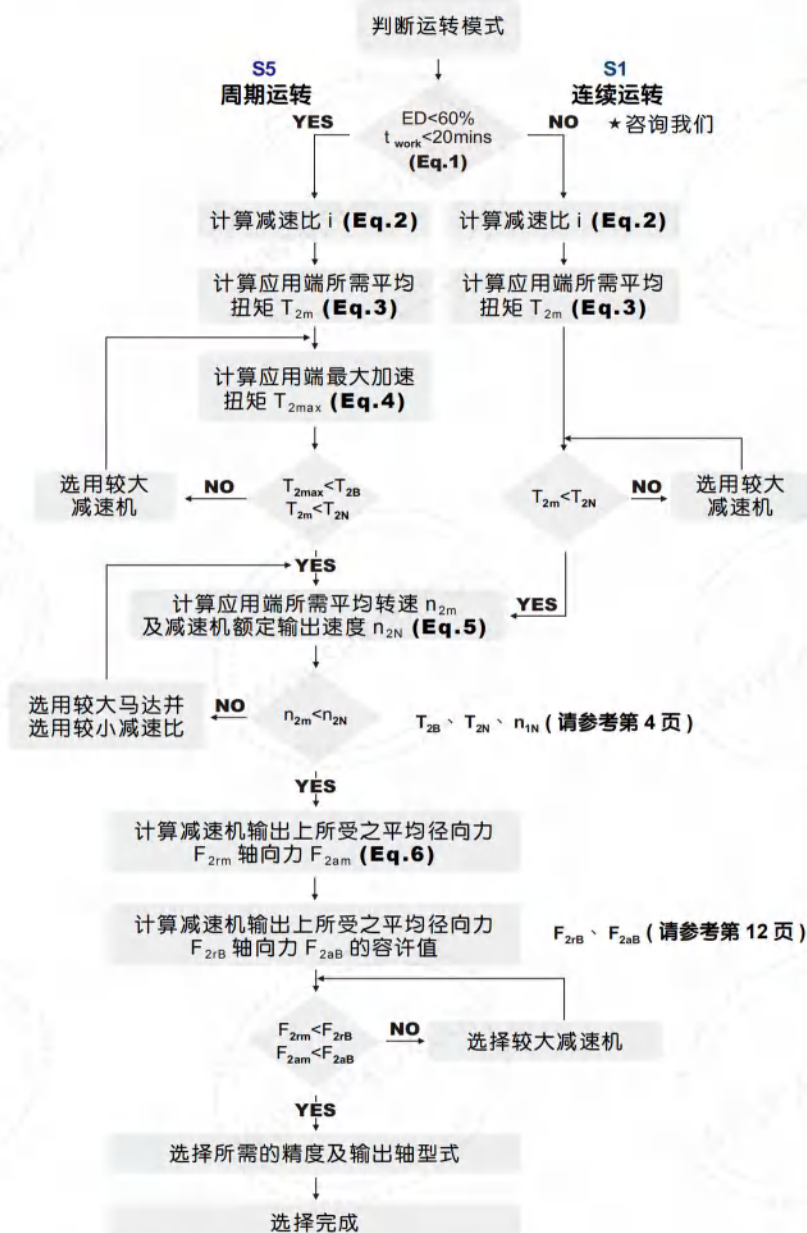 判断运转模式
S5
周期运转
S1
连续运转
YES
ED<60%
t work<20mins
(Eq.1)
NO
★咨询我们
计算减速比 i (Eq.2)
计算减速比 i (Eq.2)
计算应用端所需平均
扭矩 T2m (Eq.3)
计算应用端所需平均
扭矩 T2m (Eq.3)
计算应用端最大加速
扭矩 T2max (Eq.4)
选用较大
减速机
NO
T2max<T2B
T2m<T2N
T2m<T2N
NO
选用较大
减速机
YES
计算应用端所需平均转速 n2m
及减速机额定输出速度 n2N (Eq.5)
YES
选用较大马达并
选用较小减速比
NO
n2m<n2N
T2B、T2N、n1N ( 请参考第 4 页 )
YES
计算减速机输出上所受之平均径向力
F2rm 轴向力 F2am (Eq.6)
计算减速机输出上所受之平均径向力
F2rB 轴向力 F2aB 的容许值
F2rB、F2aB ( 请参考第 12 页 )
F2rm<F2rB
F2am<F2aB
NO
选择较大减速机
YES
选择所需的精度及输出轴型式
选择完成